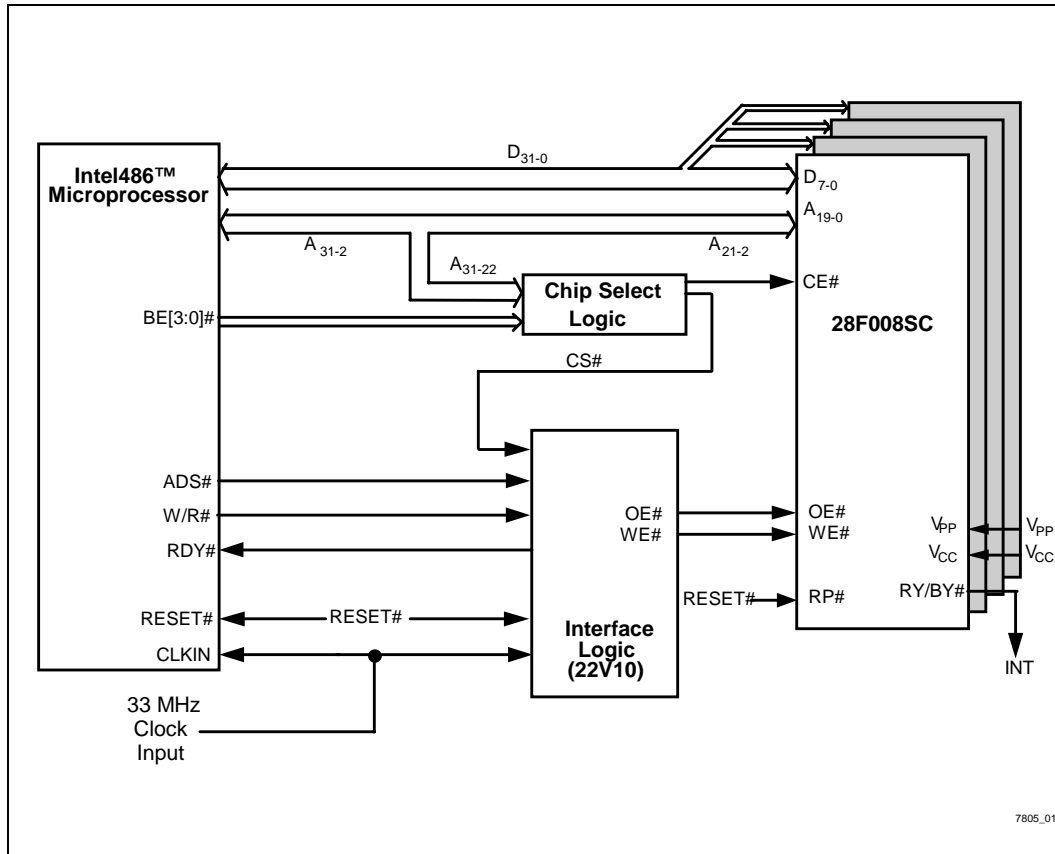 Intel486™
Microprocessor
D31-0
D7-0
A19-0
A 31-2
A21-2
A31-22
Chip Select
Logic
CE#
BE[3:0]#
28F008SC
CS#
ADS#
W/R#
RDY#
OE#
WE#
OE#
WE#
VPP
VPP
VCC
VCC
RESET#
RESET#
RESET#
RP#
RY/BY#
CLKIN
Interface
Logic
(22V10)
INT
33 MHz
Clock
Input
7805_01